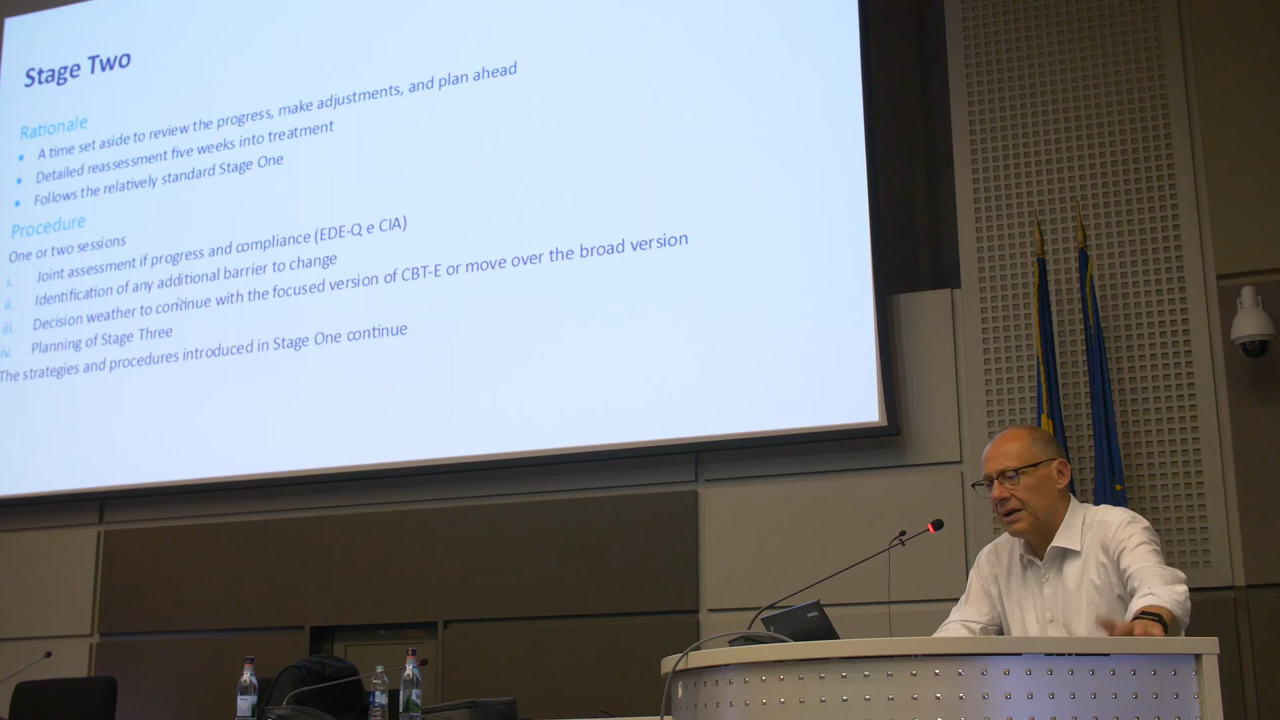 Stage Two
Rationale
• A time set aside to review the progress, make adjustments, and plan ahead
• Detailed reassessment five weeks into treatment
• Follows the relatively standard Stage One
Procedure
One or two sessions
i. Joint assessment if progress and compliance (EDE-Q e CIA)
ii. Identification of any additional barrier to change
iii. Decision weather to continue with the focused version of CBT-E or move over the broad version
iv. Planning of Stage Three
The strategies and procedures introduced in Stage One continue